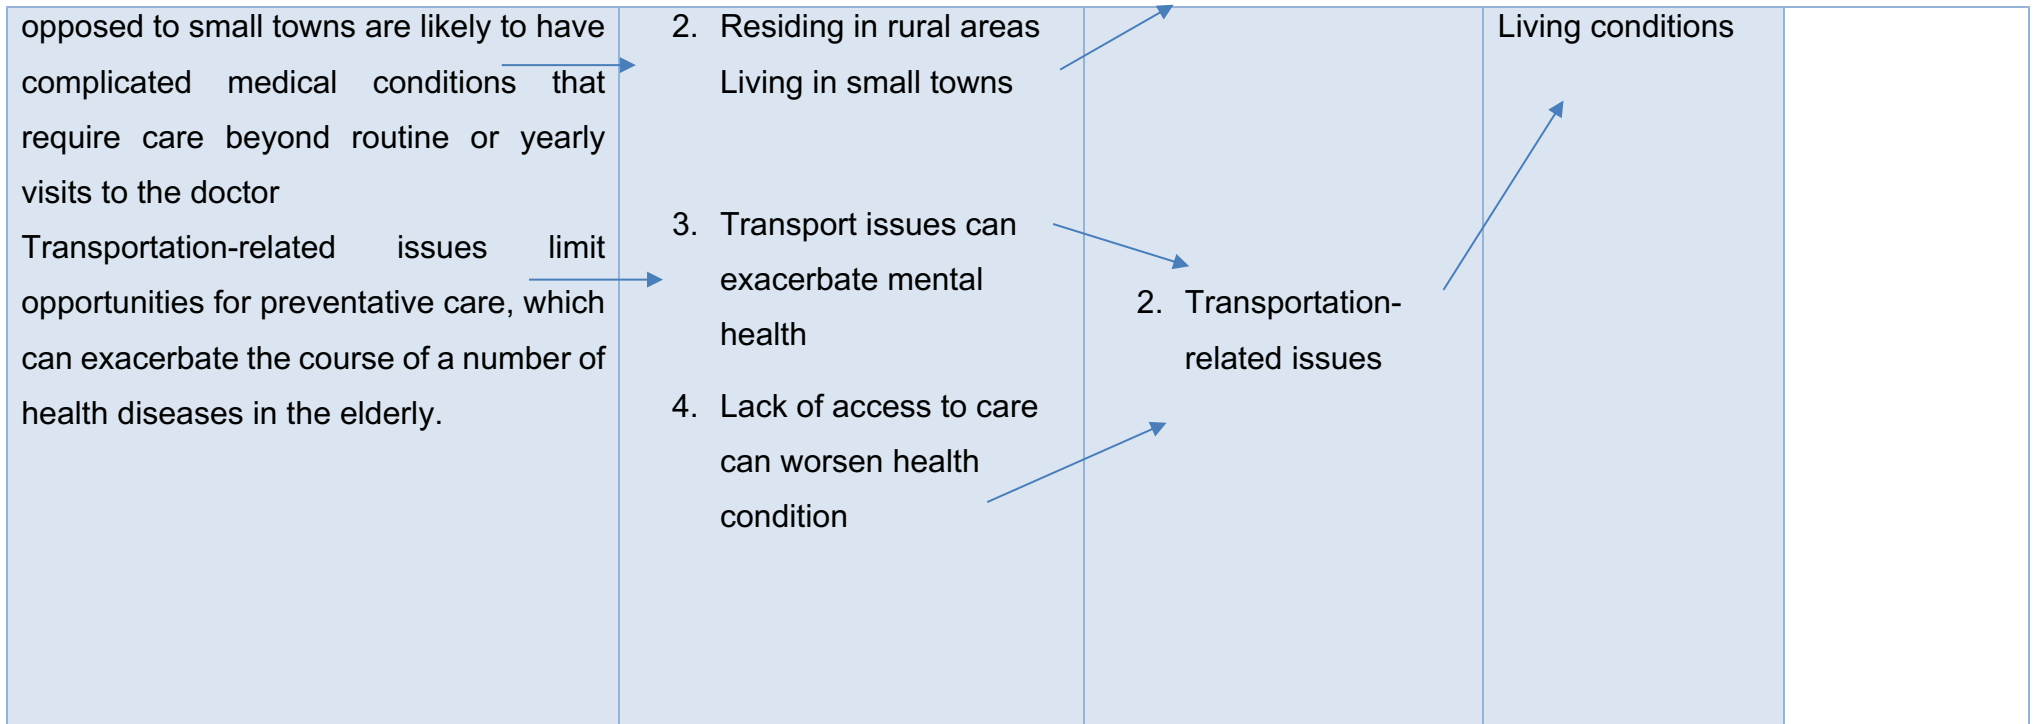 opposed to small towns are likely to have
complicated medical conditions that
require care beyond routine or yearly
visits to the doctor
Transportation-related issues limit
opportunities for preventative care, which
can exacerbate the course of a number of
health diseases in the elderly.
2. Residing in rural areas
Living in small towns
3. Transport issues can
exacerbate mental
health
4. Lack of access to care
can worsen health
condition
2. Transportation-
related issues
Living conditions